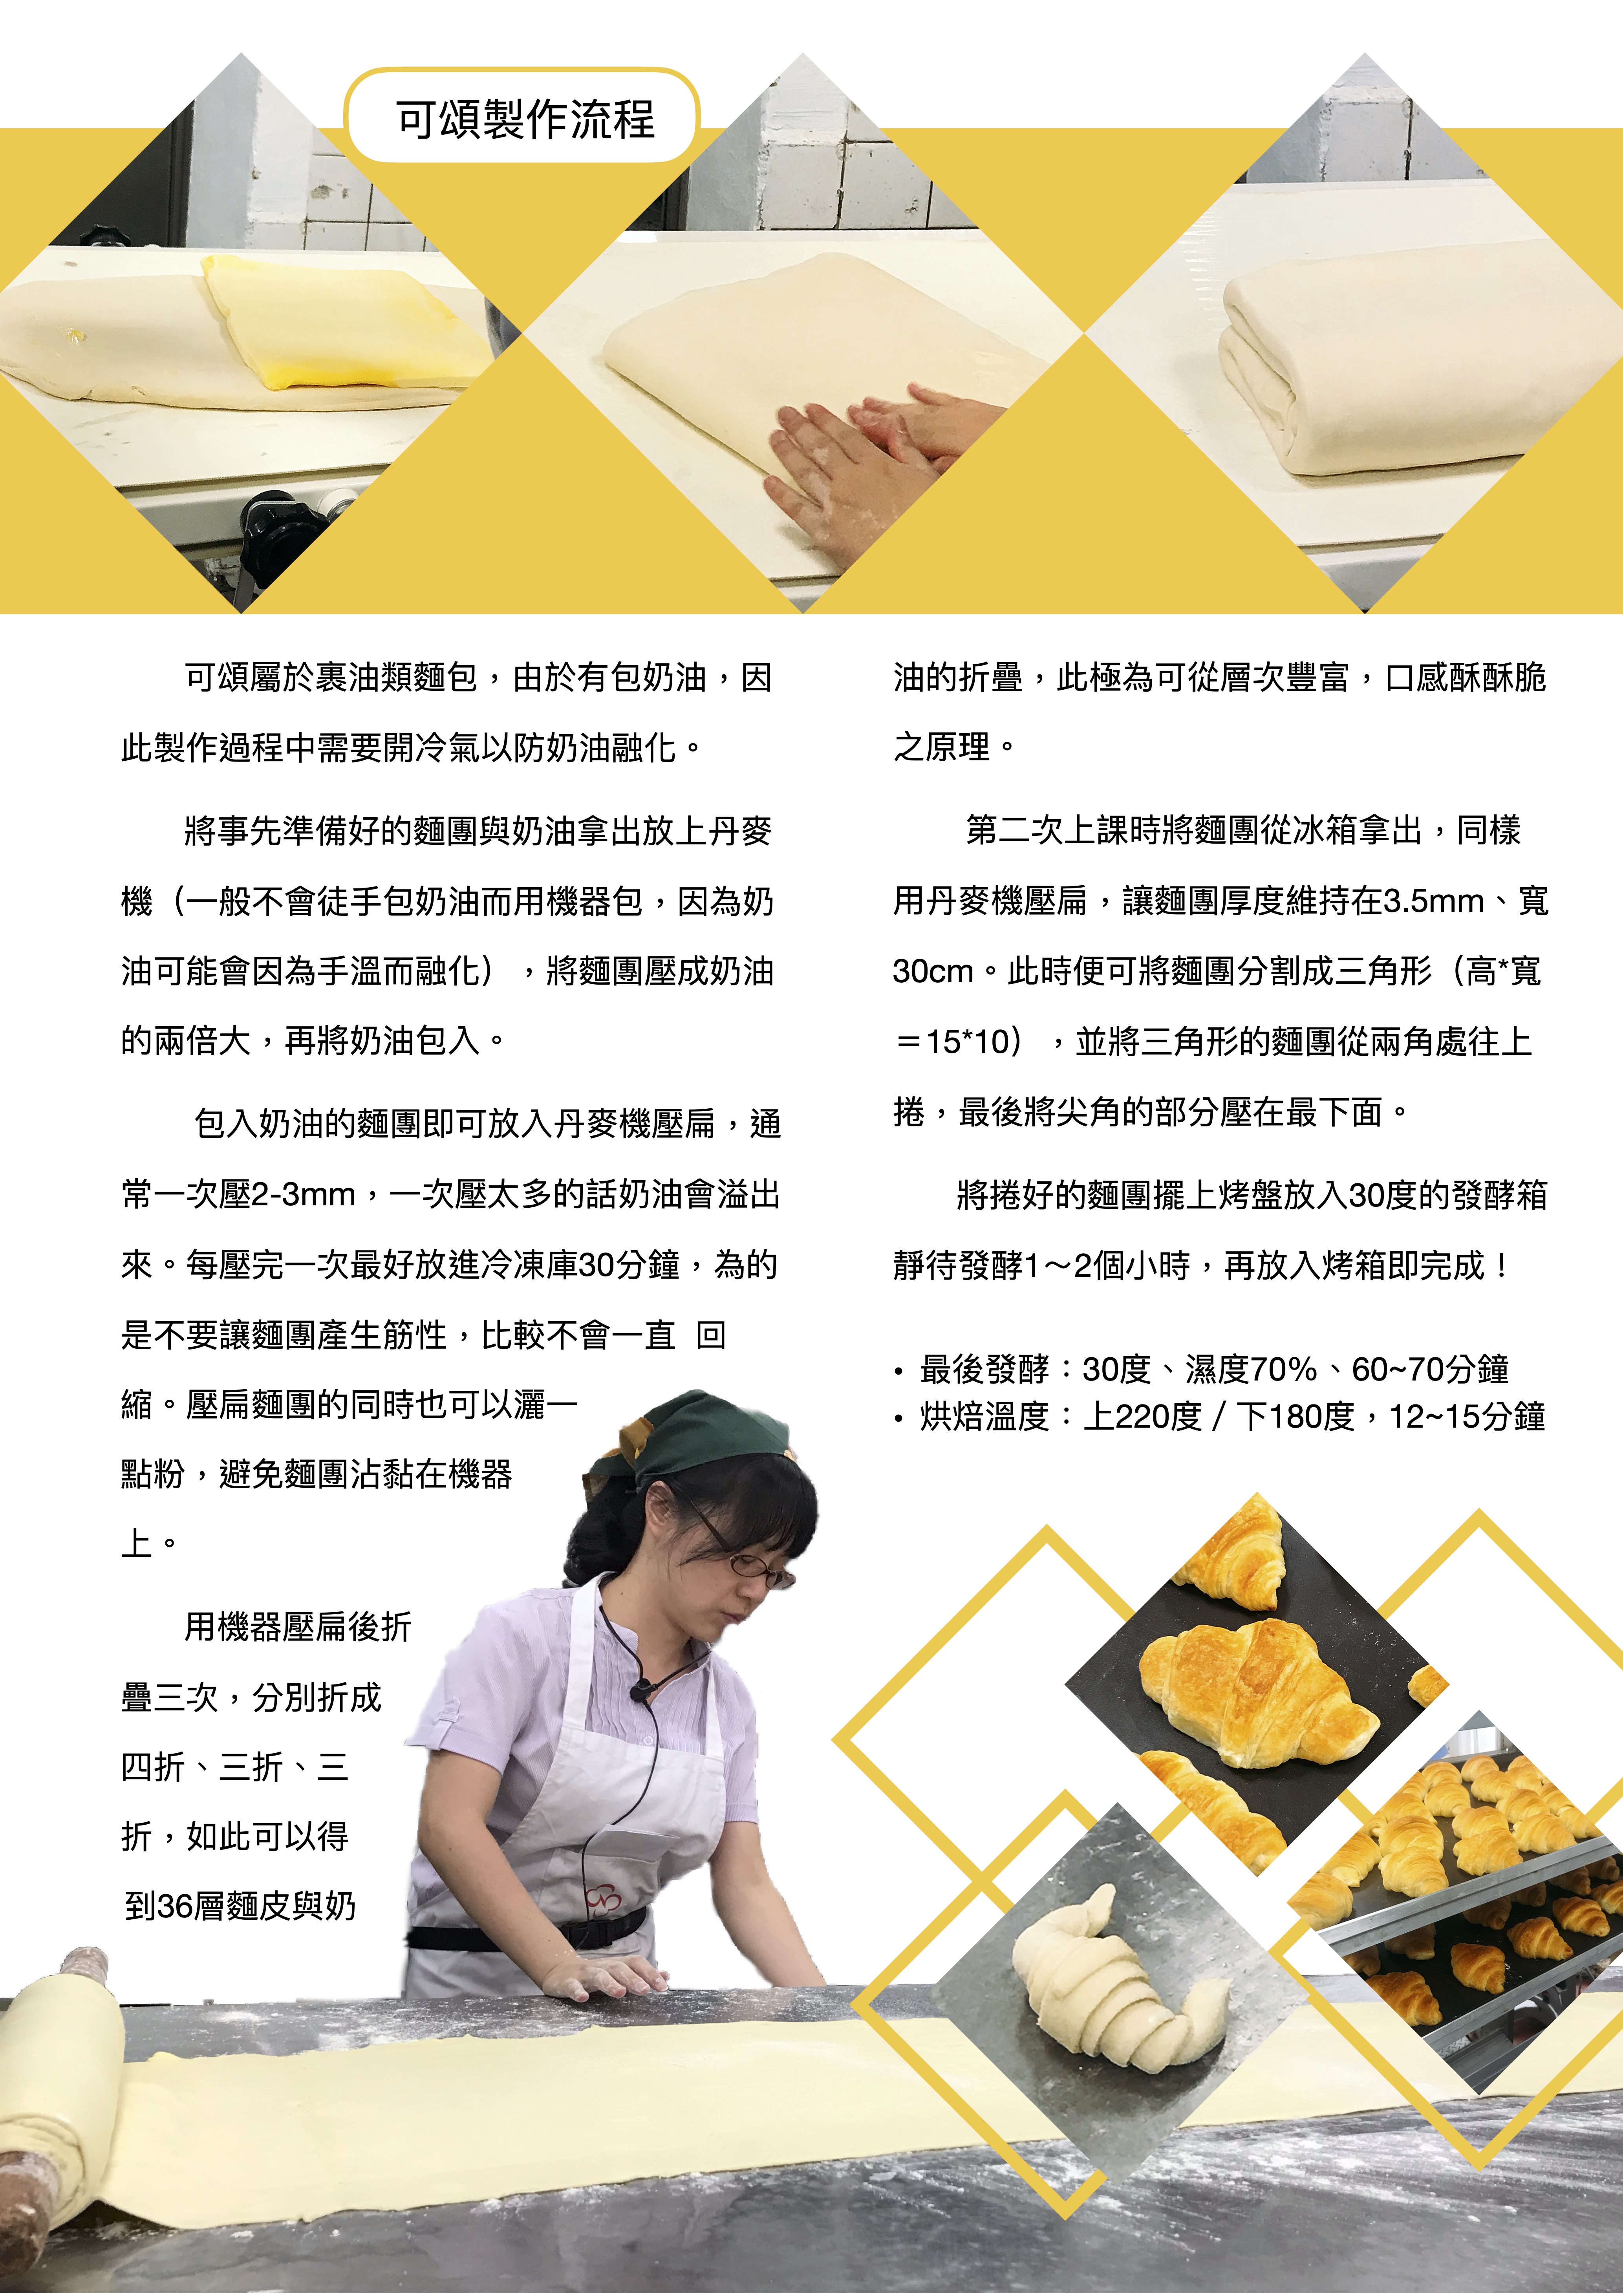 可頌製作流程
可頌屬於裹油類麵包，由於有包奶油，因
此製作過程中需要開冷氣以防奶油融化。
將事先準備好的麵團與奶油拿出放上丹麥
機（一般不會徒手包奶油而用機器包，因為奶
油可能會因為手溫而融化），將麵團壓成奶油
的兩倍大，再將奶油包入。
包入奶油的麵團即可放入丹麥機壓扁，通
常一次壓2-3mm，一次壓太多的話奶油會溢出
來。每壓完一次最好放進冷凍庫30分鐘，為的
是不要讓麵團產生筋性，比較不會一直 回
縮。壓扁麵團的同時也可以灑一
點粉，避免麵團沾黏在機器
上。
用機器壓扁後折
疊三次，分別折成
四折、三折、三
折，如此可以得
到36層麵皮與奶
油的折疊，此極為可從層次豐富，口感酥酥脆
之原理。
第二次上課時將麵團從冰箱拿出，同樣
用丹麥機壓扁，讓麵團厚度維持在3.5mm、寬
30cm。此時便可將麵團分割成三角形（高*寬
＝15*10），並將三角形的麵團從兩角處往上
捲，最後將尖角的部分壓在最下面。
將捲好的麵團擺上烤盤放入30度的發酵箱
靜待發酵1～2個小時，再放入烤箱即完成！
• 最後發酵：30度、濕度70%、60~70分鐘
• 烘焙溫度：上220度 / 下180度，12~15分鐘